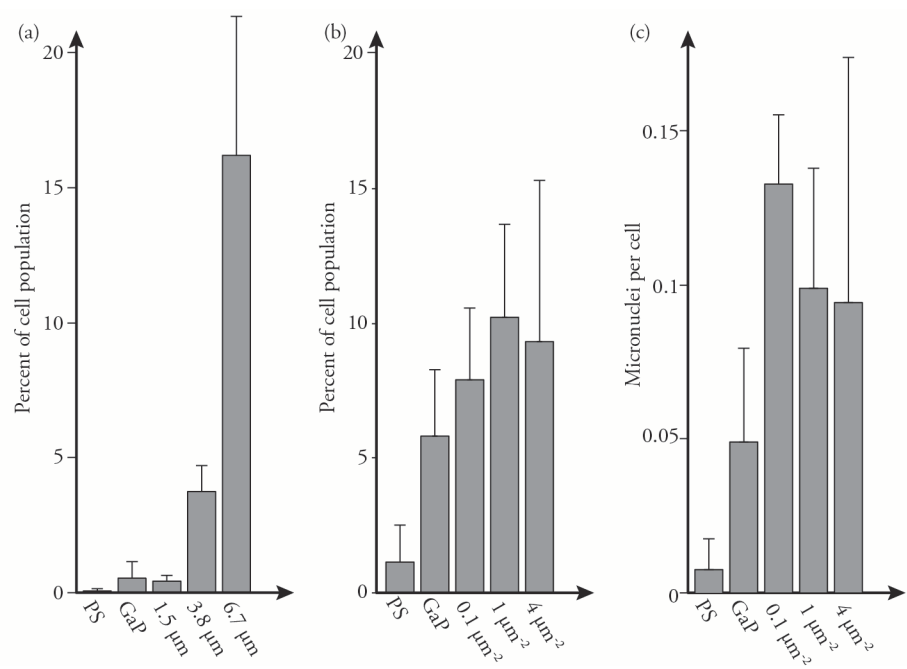 (a)
Percent of cell population
20
15
10
5
0
PS
GaP
1.5 μm
3.8 μm
6.7 μm
(b)
Percent of cell population
20
15
10
5
0
PS
GaP
0.1 μm-2
1 μm-2
4 μm-2
(c)
Micronuclei per cell
0.15
0.1
0.05
0
PS
GaP
0.1 μm-2
1 μm-2
4 μm-2